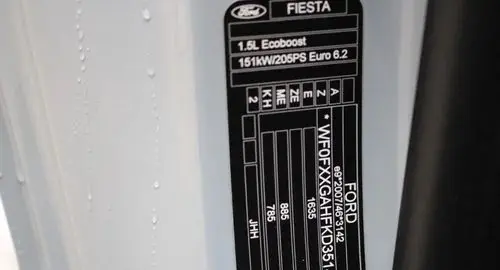 Ford FIESTA
1.5L Ecoboost
151kW/205PS Euro 6.2
A
Z
E
ZE
ME
KH
2
FORD
e9*2007/46*3142
* WF0FXXGAHFKD351
1635
885
785
JHH